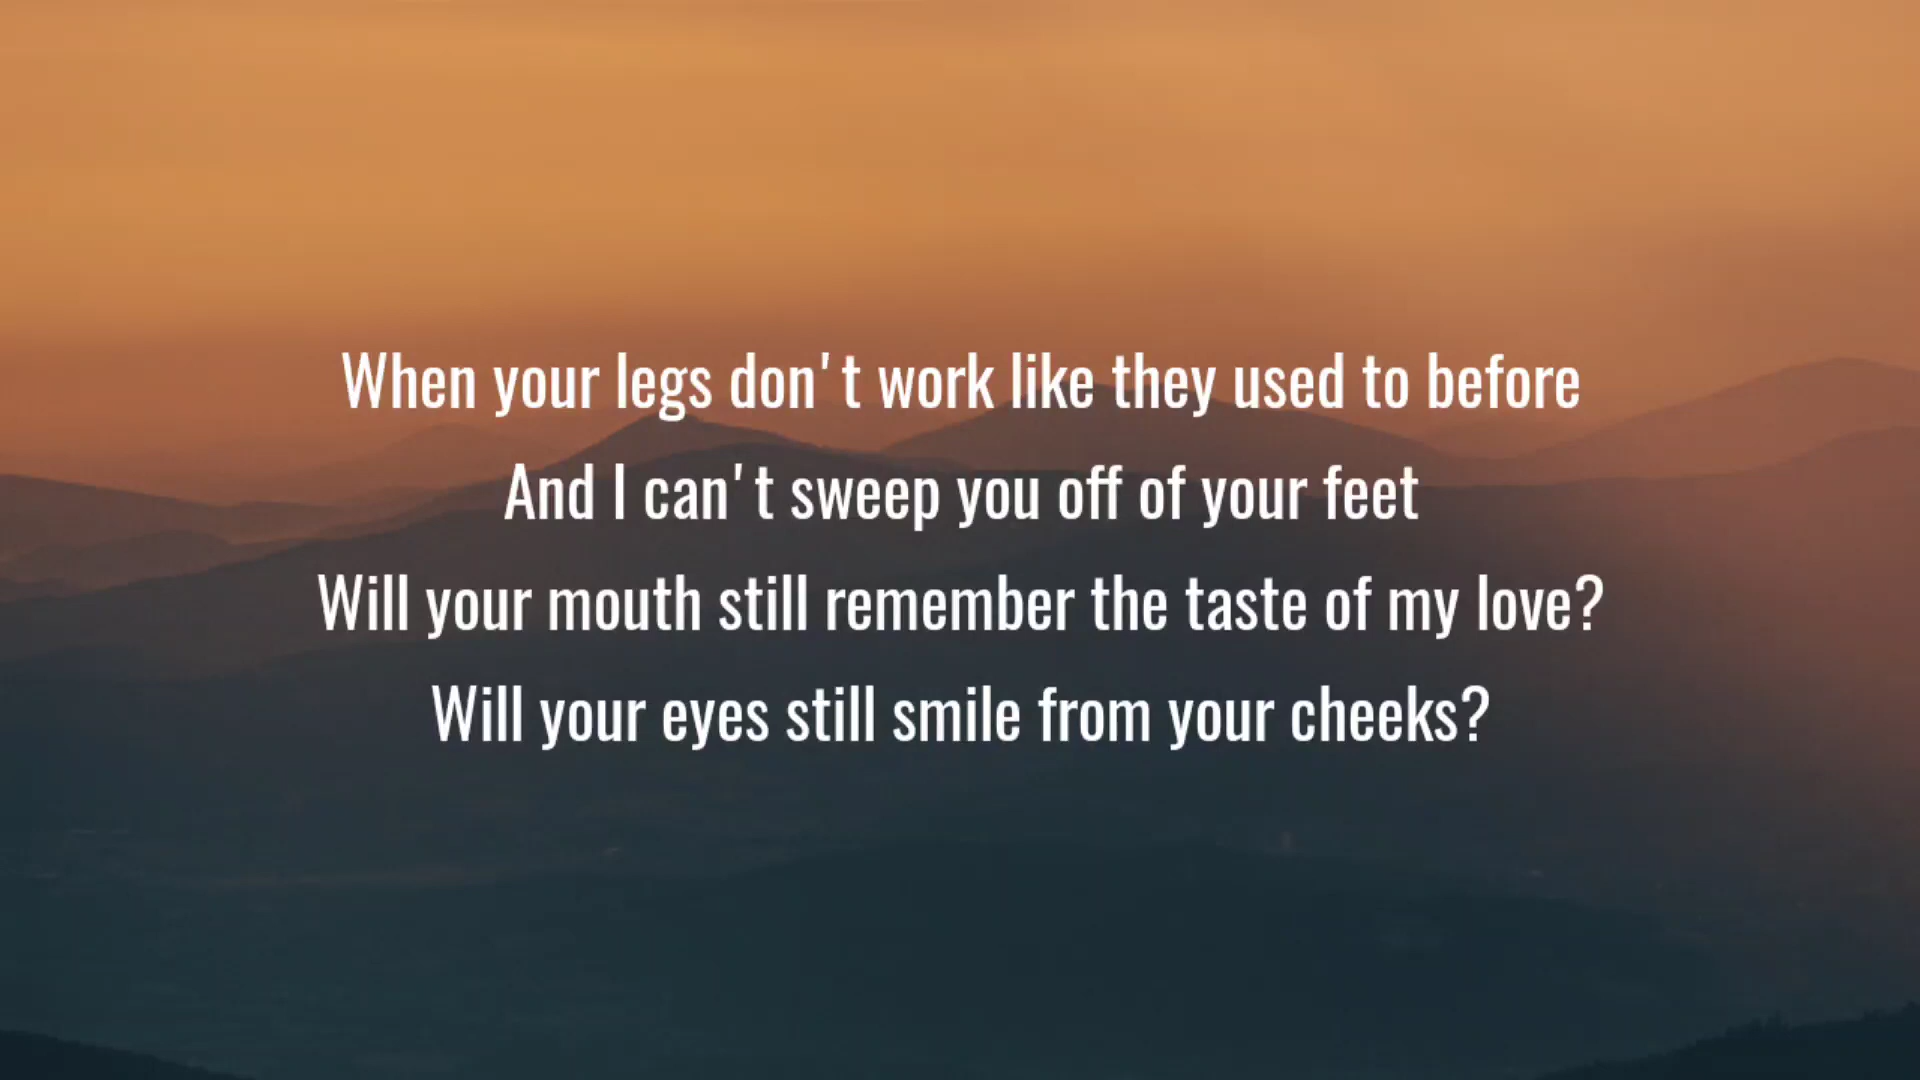 When your legs don't work like they used to before
And I can't sweep you off of your feet
Will your mouth still remember the taste of my love?
Will your eyes still smile from your cheeks?